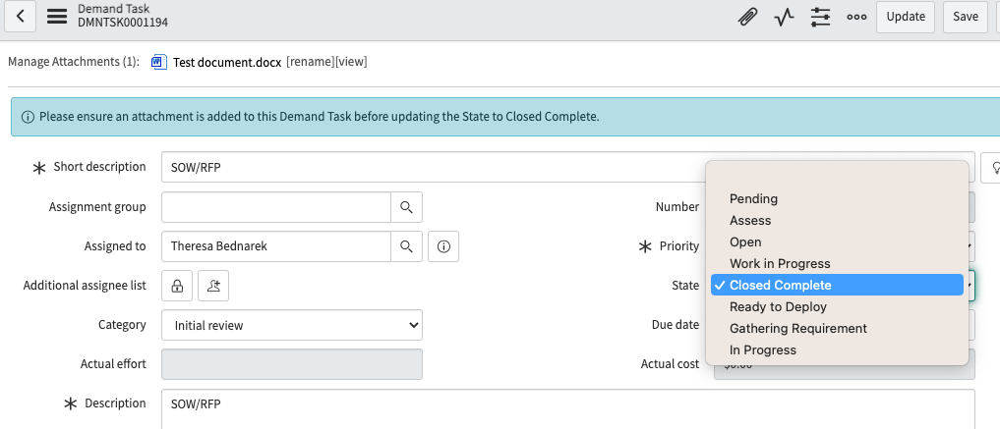 Demand Task
DMNTSK0001194
Update
Save
Manage Attachments (1): Test document.docx [rename][view]
Please ensure an attachment is added to this Demand Task before updating the State to Closed Complete.
Short description SOW/RFP
Assignment group
Number
Assigned to Theresa Bednarek
Priority
Additional assignee list
State
Category Initial review
Due date
Actual effort
Actual cost
Description SOW/RFP
Pending
Assess
Open
Work in Progress
✓ Closed Complete
Ready to Deploy
Gathering Requirement
In Progress